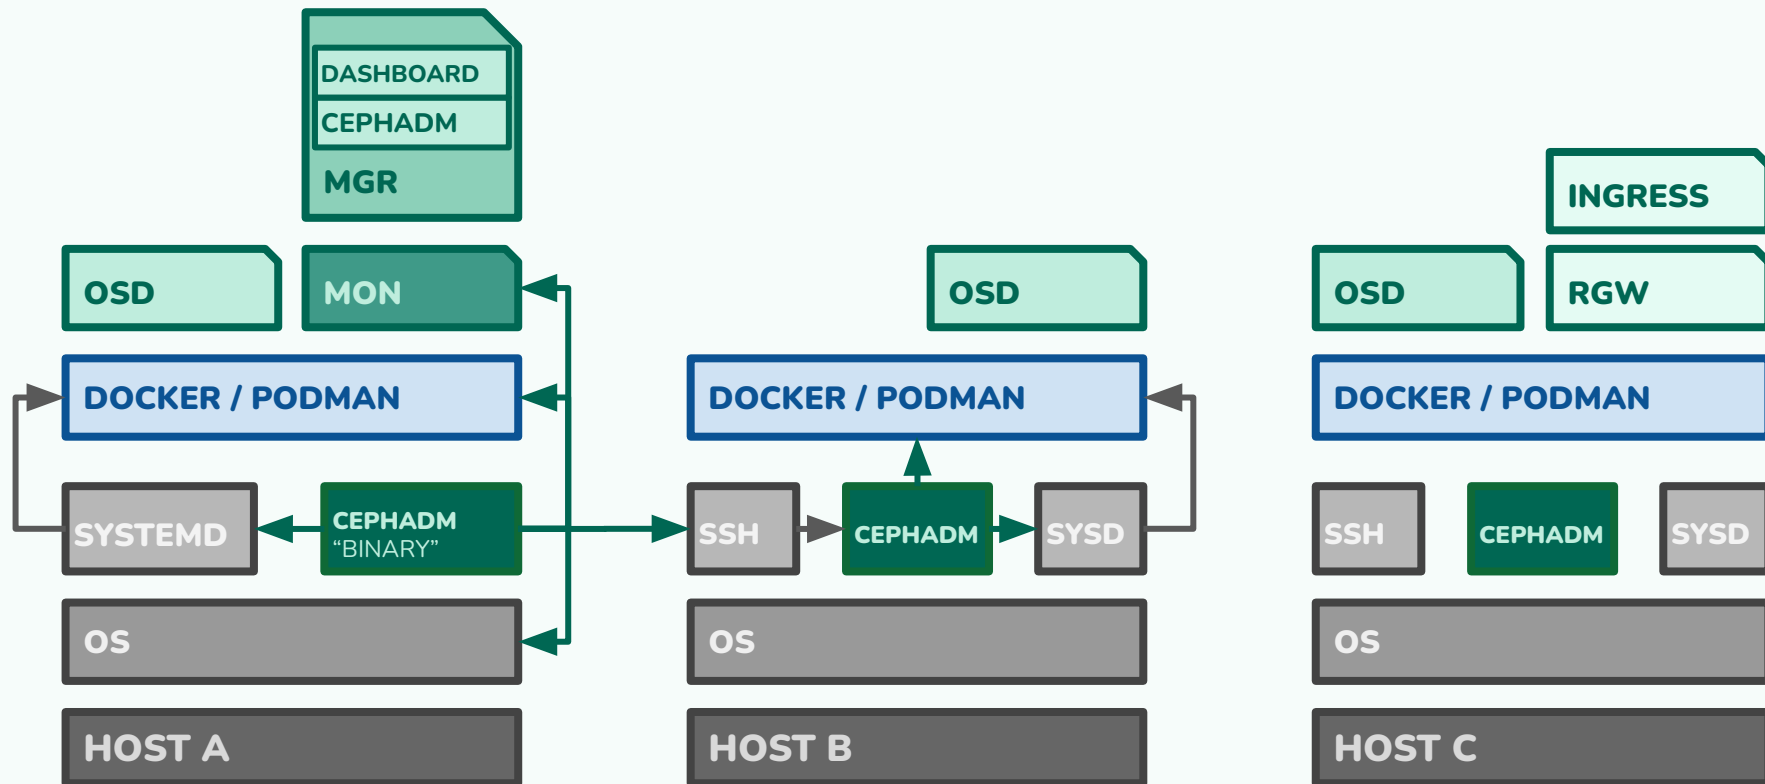 DASHBOARD
CEPHADM
MGR
INGRESS
OSD
MON
OSD
OSD
RGW
DOCKER / PODMAN
DOCKER / PODMAN
DOCKER / PODMAN
SYSTEMD
CEPHADM
“BINARY”
SSH
CEPHADM
SYSD
SSH
CEPHADM
SYSD
OS
OS
OS
HOST A
HOST B
HOST C